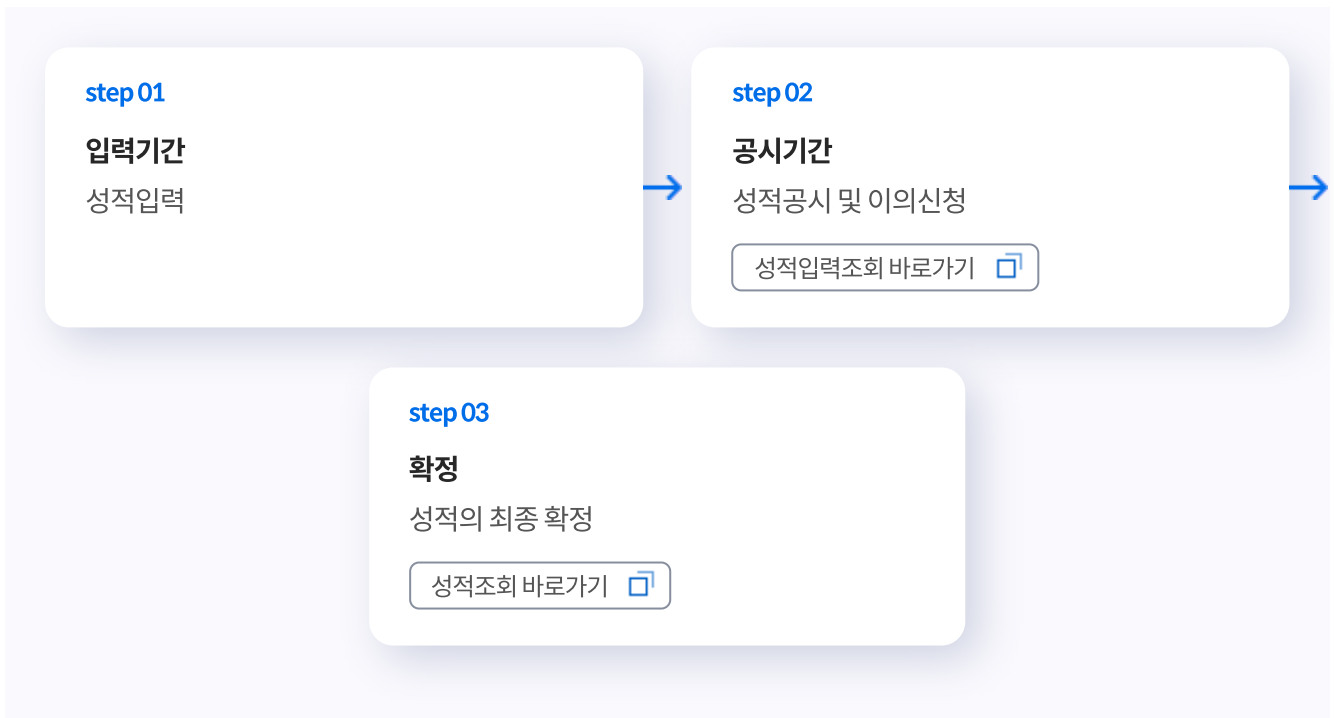 step 01
입력기간
성적입력
step 02
공시기간
성적공시 및 이의신청
성적입력조회 바로가기
step 03
확정
성적의 최종 확정
성적조회 바로가기